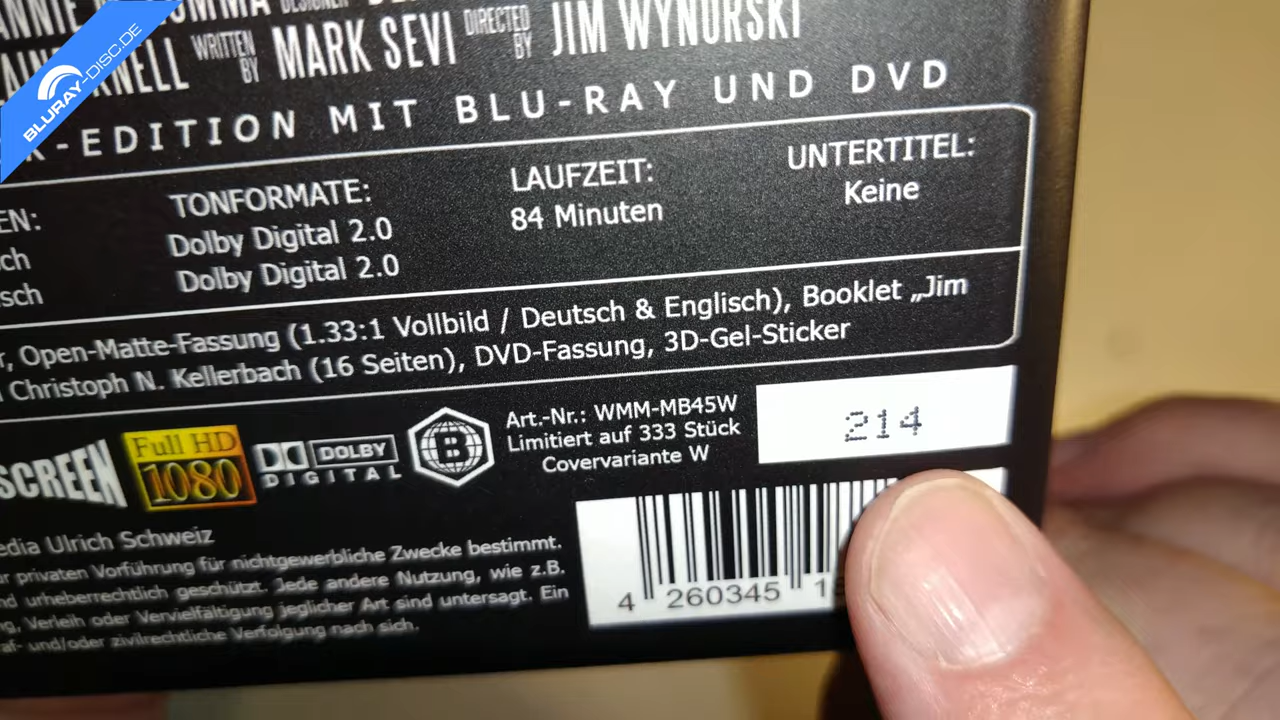 BLURAY-DISC.DE
DESIGNER
WRITTEN BY MARK SEVI DIRECTED BY JIM WYNORSKI
-EDITION MIT BLU-RAY UND DVD
TONFORMATE:
Dolby Digital 2.0
Dolby Digital 2.0
LAUFZEIT:
84 Minuten
UNTERTITEL:
Keine
Open-Matte-Fassung (1.33:1 Vollbild / Deutsch & Englisch), Booklet „Jim
Christoph N. Kellerbach (16 Seiten), DVD-Fassung, 3D-Gel-Sticker
SCREEN
Full HD
1080
DOLBY
DIGITAL
B
Art.-Nr.: WMM-MB45W
Limitiert auf 333 Stück
Covervariante W
214
Ulrich Schweiz
privaten Vorführung für nichtgewerbliche Zwecke bestimmt.
urheberrechtlich geschützt. Jede andere Nutzung, wie z.B.
Verleih oder Vervielfältigung jeglicher Art sind untersagt. Ein
und/oder zivilrechtliche Verfolgung nach sich.
4 260345 1